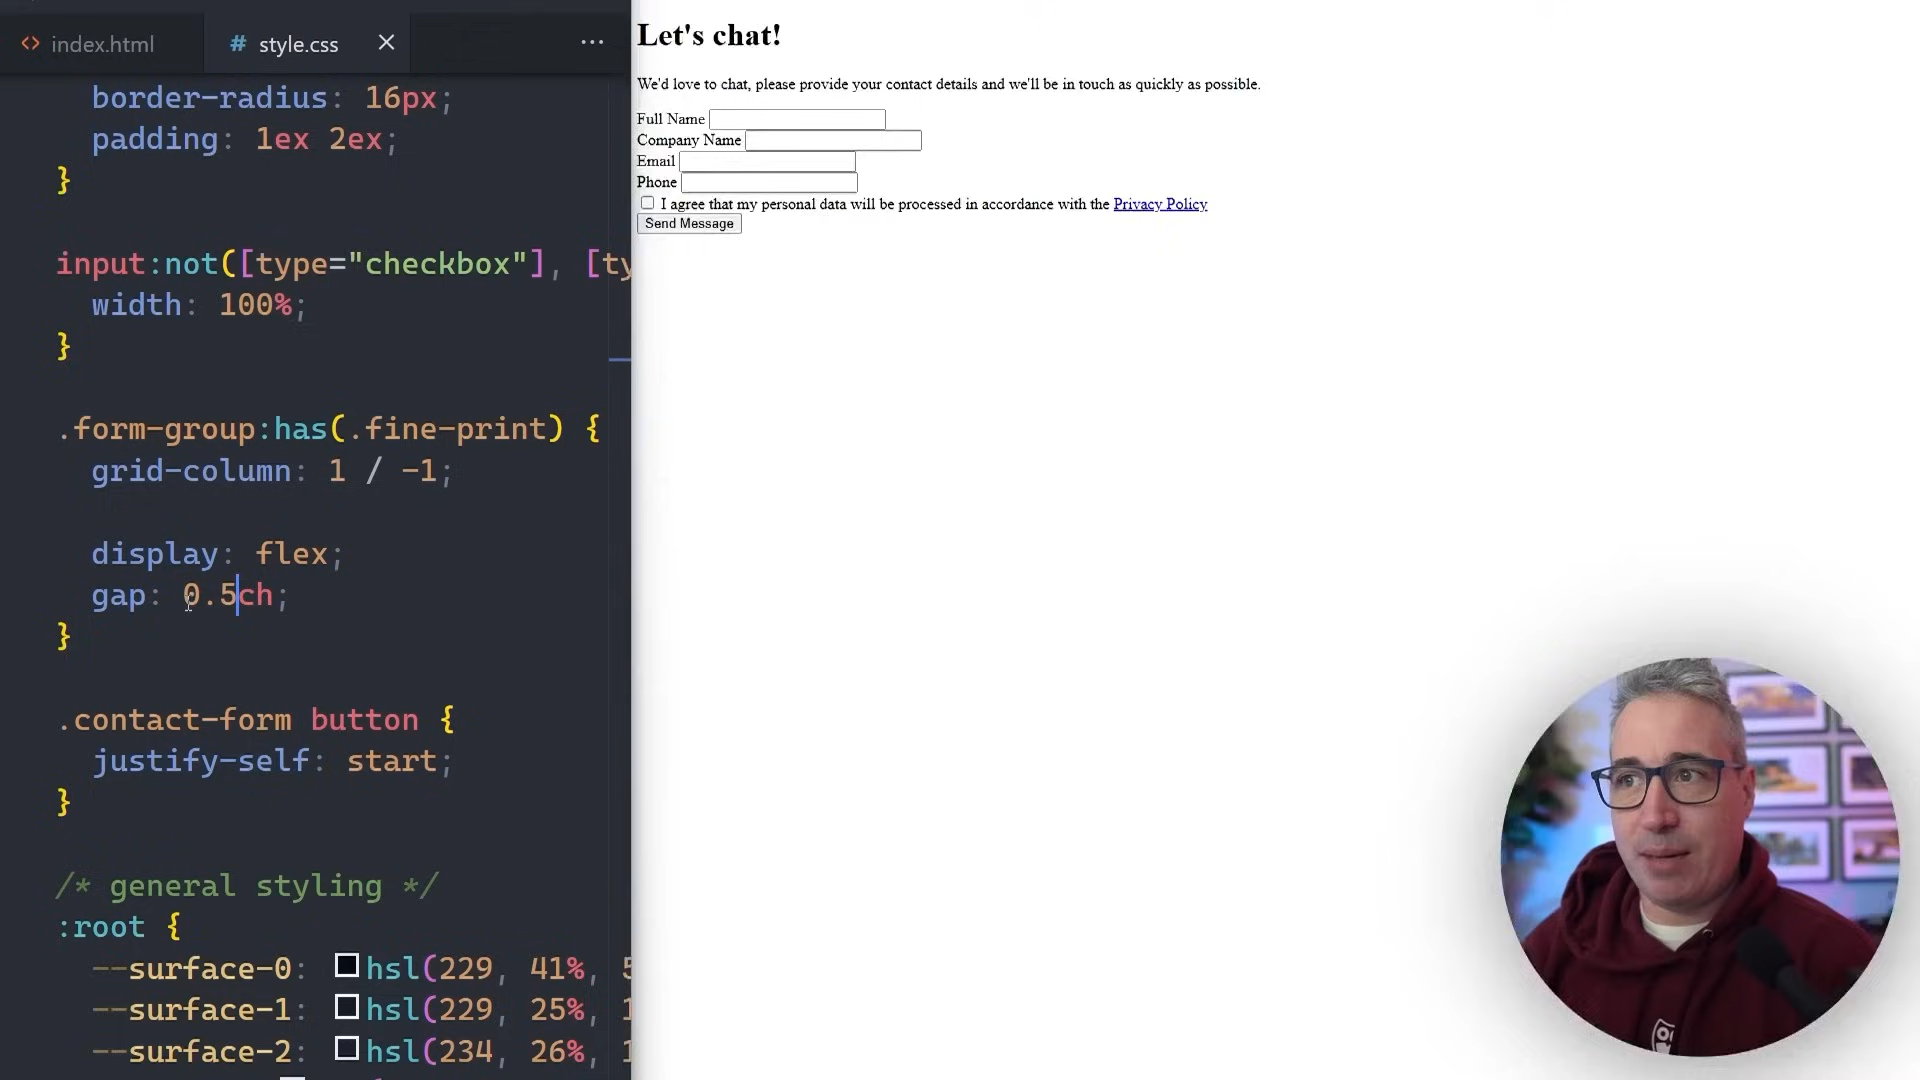 index.html
# style.css
border-radius: 16px;
padding: 1ex 2ex;
}
input:not([type="checkbox"], [ty
width: 100%;
}
.form-group:has(.fine-print) {
grid-column: 1 / -1;
display: flex;
gap: 0.5ch;
}
.contact-form button {
justify-self: start;
}
/* general styling */
:root {
--surface-0: hsl(229, 41%, 5
--surface-1: hsl(229, 25%, 1
--surface-2: hsl(234, 26%, 1
Let's chat!
We'd love to chat, please provide your contact details and we'll be in touch as quickly as possible.
Full Name
Company Name
Email
Phone
I agree that my personal data will be processed in accordance with the Privacy Policy
Send Message